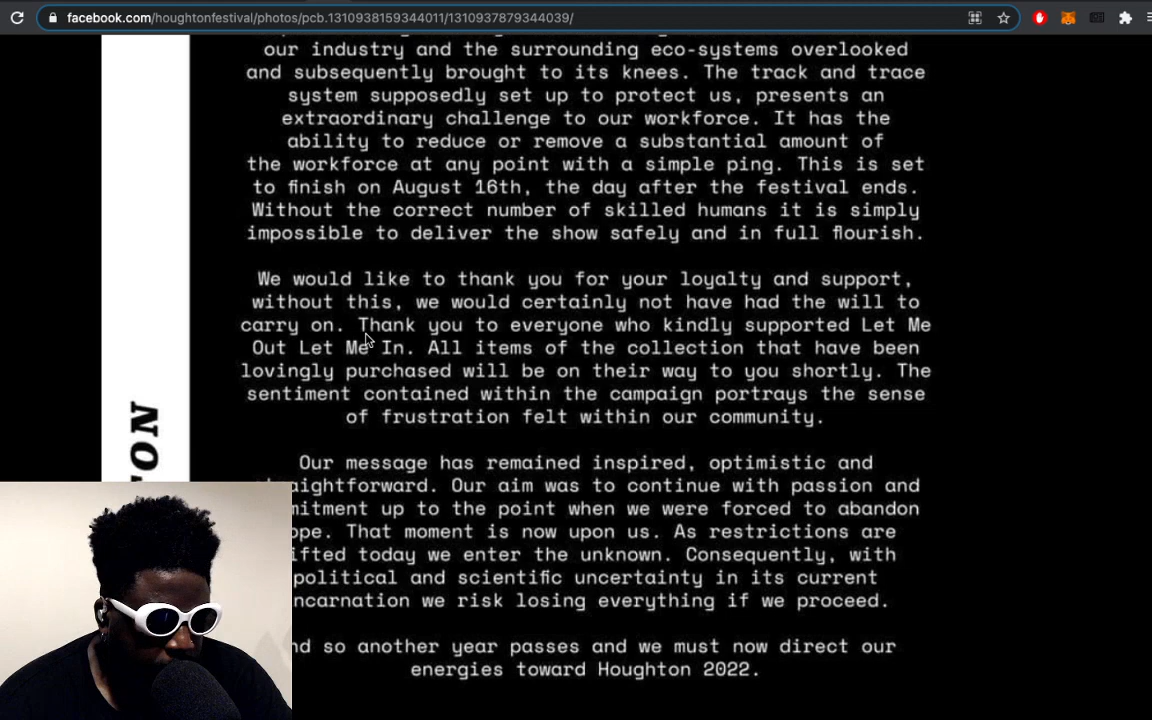 facebook.com/houghtonfestival/photos/pcb.1310938159344011/1310937879344039/
our industry and the surrounding eco-systems overlooked
and subsequently brought to its knees. The track and trace
system supposedly set up to protect us, presents an
extraordinary challenge to our workforce. It has the
ability to reduce or remove a substantial amount of
the workforce at any point with a simple ping. This is set
to finish on August 16th, the day after the festival ends.
Without the correct number of skilled humans it is simply
impossible to deliver the show safely and in full flourish.
We would like to thank you for your loyalty and support,
without this, we would certainly not have had the will to
carry on. Thank you to everyone who kindly supported Let Me
Out Let Me In. All items of the collection that have been
lovingly purchased will be on their way to you shortly. The
sentiment contained within the campaign portrays the sense
of frustration felt within our community.
Our message has remained inspired, optimistic and
aightforward. Our aim was to continue with passion and
mitment up to the point when we were forced to abandon
ope. That moment is now upon us. As restrictions are
ifted today we enter the unknown. Consequently, with
political and scientific uncertainty in its current
ncarnation we risk losing everything if we proceed.
nd so another year passes and we must now direct our
energies toward Houghton 2022.
ON